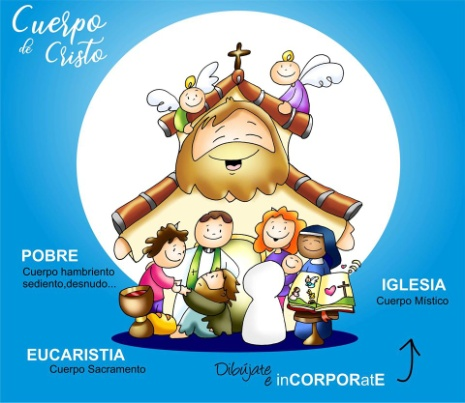 Cuerpo
de Cristo
POBRE
Cuerpo hambriento
sediento,desnudo...
IGLESIA
Cuerpo Místico
EUCARISTIA
Cuerpo Sacramento
Dibújate
e inCORPORatE